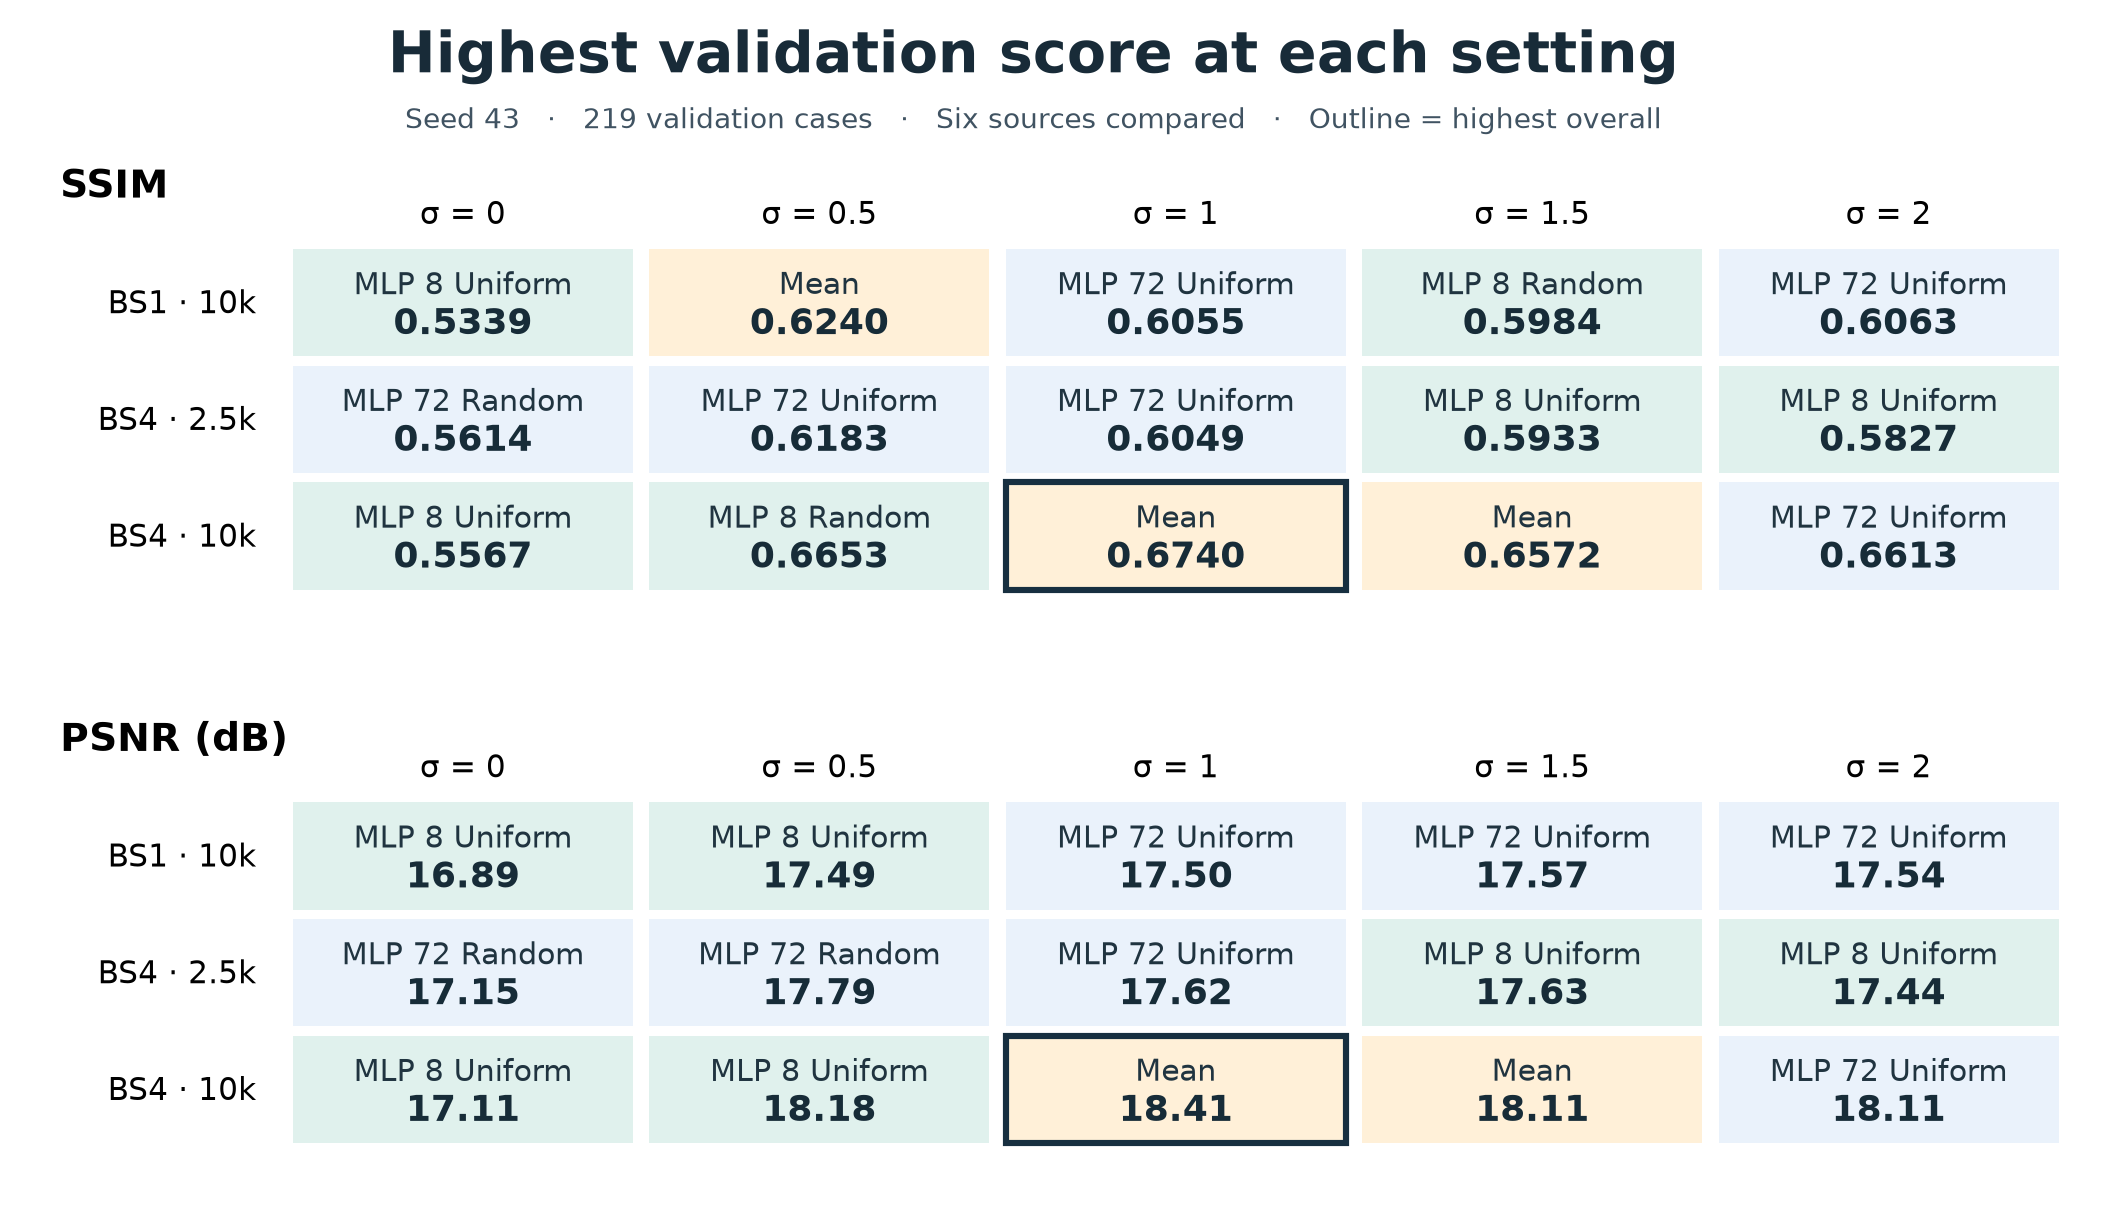 Highest validation score at each setting
Seed 43 · 219 validation cases · Six sources compared · Outline = highest overall
SSIM
σ = 0 σ = 0.5 σ = 1 σ = 1.5 σ = 2
BS1 · 10k
MLP 8 Uniform Mean MLP 72 Uniform MLP 8 Random MLP 72 Uniform
0.5339 0.6240 0.6055 0.5984 0.6063
BS4 · 2.5k
MLP 72 Random MLP 72 Uniform MLP 72 Uniform MLP 8 Uniform MLP 8 Uniform
0.5614 0.6183 0.6049 0.5933 0.5827
BS4 · 10k
MLP 8 Uniform MLP 8 Random Mean Mean MLP 72 Uniform
0.5567 0.6653 0.6740 0.6572 0.6613
PSNR (dB)
σ = 0 σ = 0.5 σ = 1 σ = 1.5 σ = 2
BS1 · 10k
MLP 8 Uniform MLP 8 Uniform MLP 72 Uniform MLP 72 Uniform MLP 72 Uniform
16.89 17.49 17.50 17.57 17.54
BS4 · 2.5k
MLP 72 Random MLP 72 Random MLP 72 Uniform MLP 8 Uniform MLP 8 Uniform
17.15 17.79 17.62 17.63 17.44
BS4 · 10k
MLP 8 Uniform MLP 8 Uniform Mean Mean MLP 72 Uniform
17.11 18.18 18.41 18.11 18.11